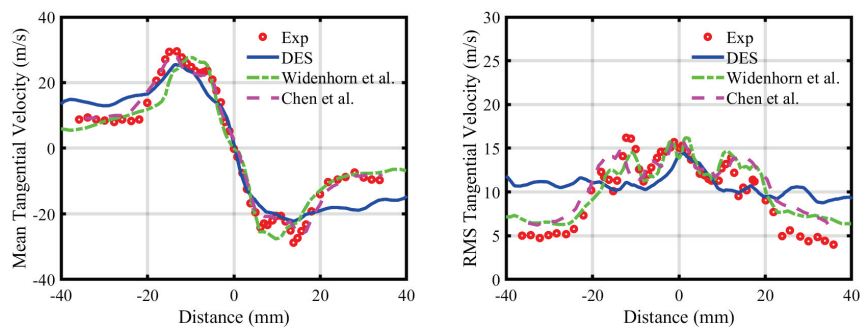 Mean Tangential Velocity (m/s)
40
20
0
-20
-40
-40
-20
0
20
40
Distance (mm)
Exp
DES
Widenhorn et al.
Chen et al.
RMS Tangential Velocity (m/s)
30
25
20
15
10
5
0
-40
-20
0
20
40
Distance (mm)
Exp
DES
Widenhorn et al.
Chen et al.